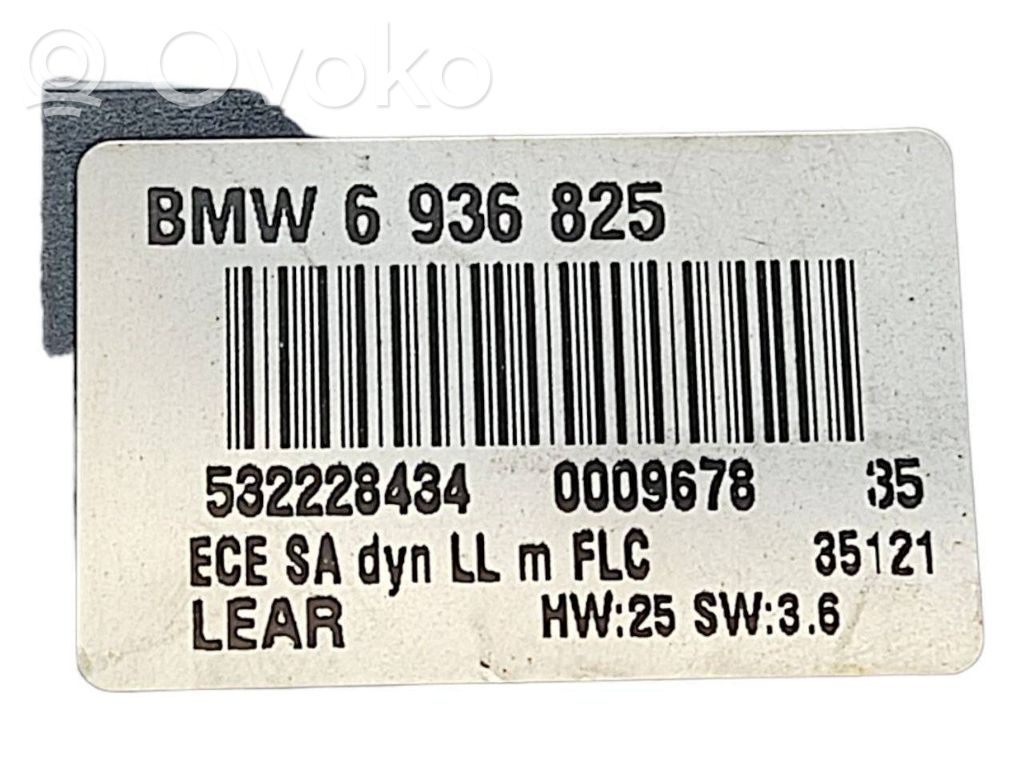 Ovoko
BMW 6 936 825
532228434 0009678 35
ECE SA dyn LL m FLC 35121
LEAR HW:25 SW:3.6